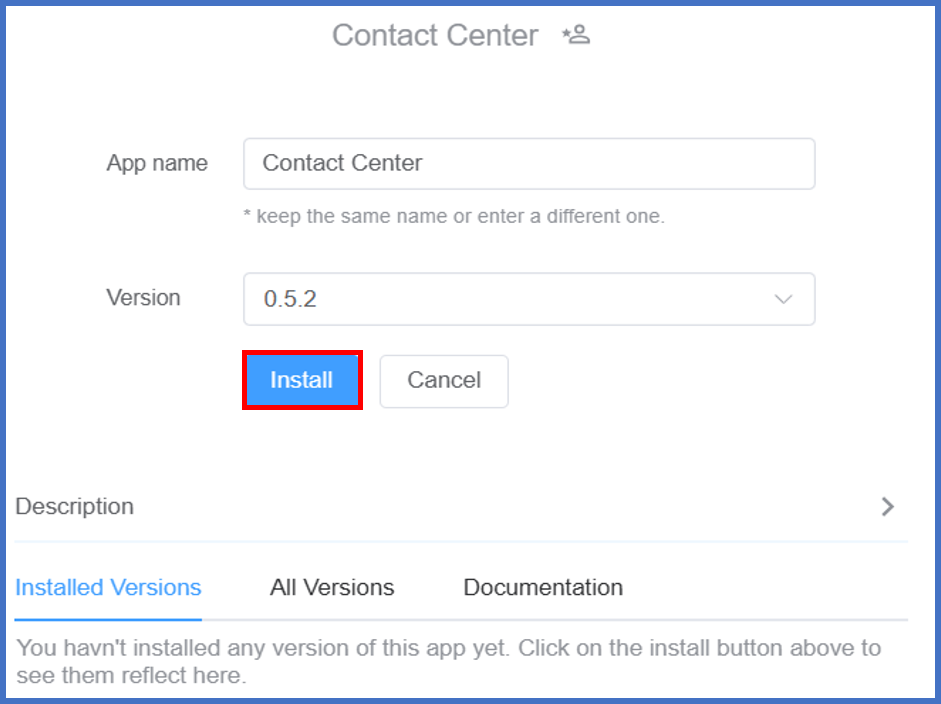 Contact Center
App name
Contact Center
* keep the same name or enter a different one.
Version
0.5.2
Install
Cancel
Description
Installed Versions
All Versions
Documentation
You havn't installed any version of this app yet. Click on the install button above to
see them reflect here.